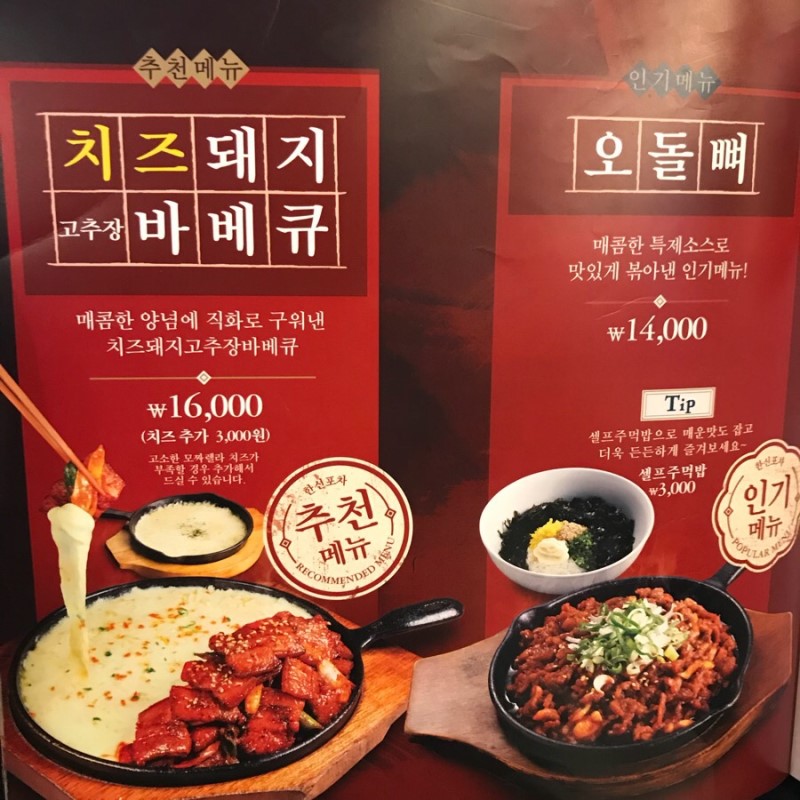 추천메뉴
치즈돼지
고추장바베큐
매콤한 양념에 직화로 구워낸
치즈돼지고추장바베큐
₩16,000
(치즈 추가 3,000원)
고소한 모짜렐라 치즈가
부족할 경우 추가해서
드실 수 있습니다.
한신포차
추천
메뉴
RECOMMENDED MENU
인기메뉴
오돌뼈
매콤한 특제소스로
맛있게 볶아낸 인기메뉴!
₩14,000
Tip
셀프주먹밥으로 매운맛도 잡고
더욱 든든하게 즐겨보세요~
셀프주먹밥
₩3,000
한신포차
인기
메뉴
POPULAR MENU